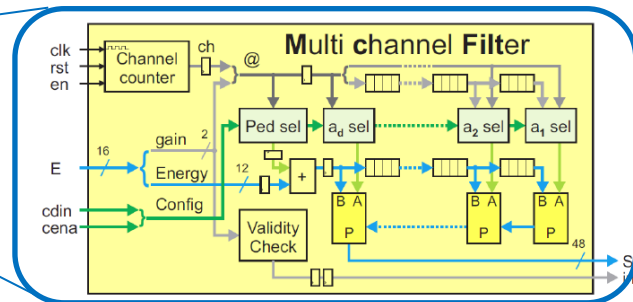 Multi channel Filter
clk
rst
en
Channel
counter
ch
@
Ped sel
ad sel
a2 sel
a1 sel
16
E
gain
2
Energy
12
cdin
cena
Config
+
B A
P
B A
P
B A
P
Validity
Check
48
S